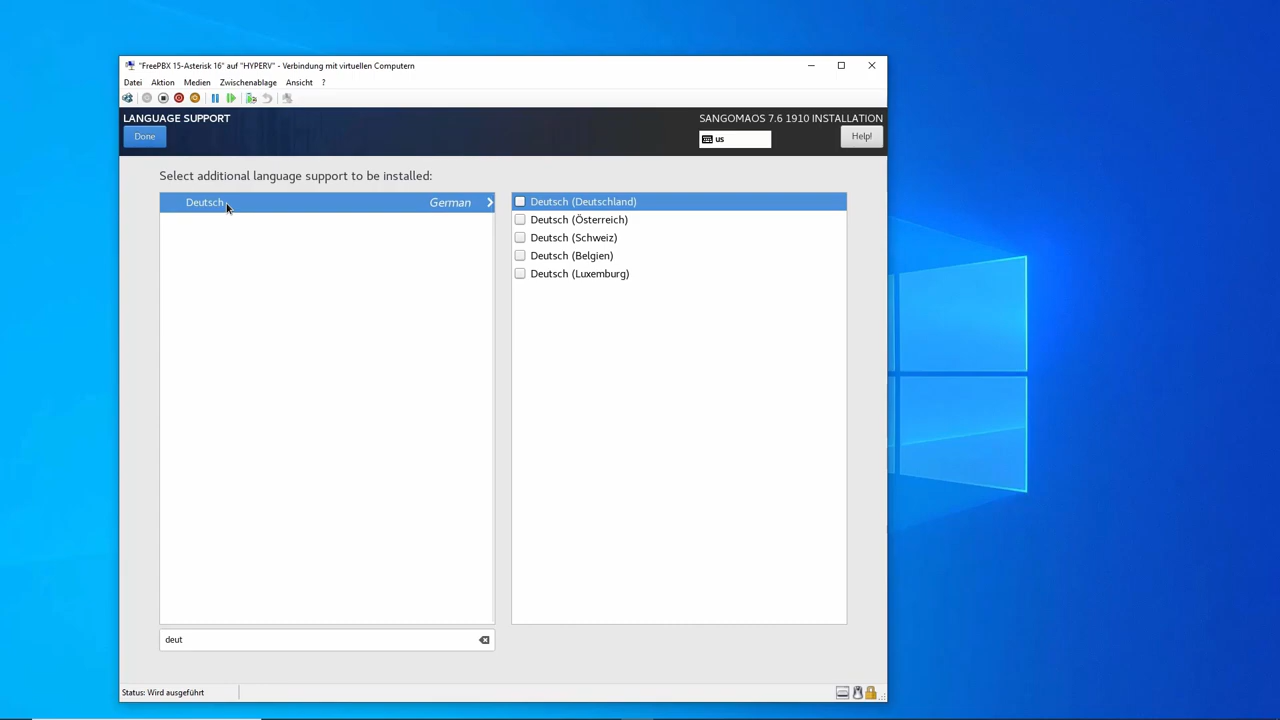 "FreePBX 15-Asterisk 16" auf "HYPERV" - Verbindung mit virtuellen Computern
Datei Aktion Medien Zwischenablage Ansicht ?
LANGUAGE SUPPORT
SANGOMAOS 7.6 1910 INSTALLATION
Done
us
Help!
Select additional language support to be installed:
Deutsch German
Deutsch (Deutschland)
Deutsch (Österreich)
Deutsch (Schweiz)
Deutsch (Belgien)
Deutsch (Luxemburg)
deut
Status: Wird ausgeführt